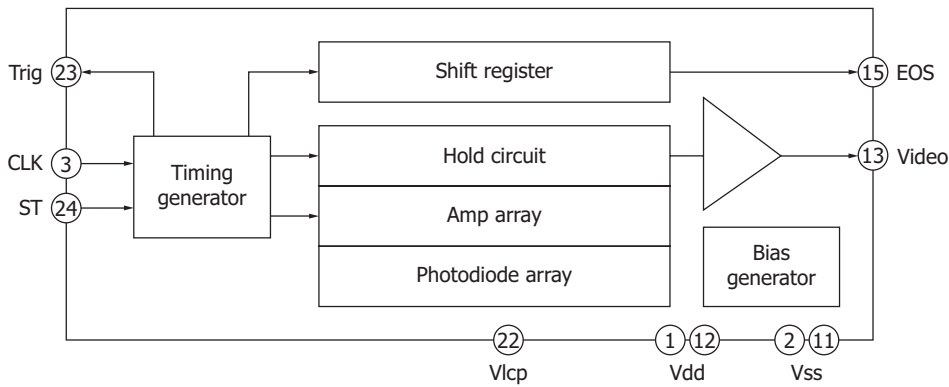 Trig 23
Shift register
15 EOS
CLK 3
Timing
generator
Hold circuit
13 Video
ST 24
Amp array
Photodiode array
Bias
generator
22
1 12
2 11
Vlcp
Vdd
Vss